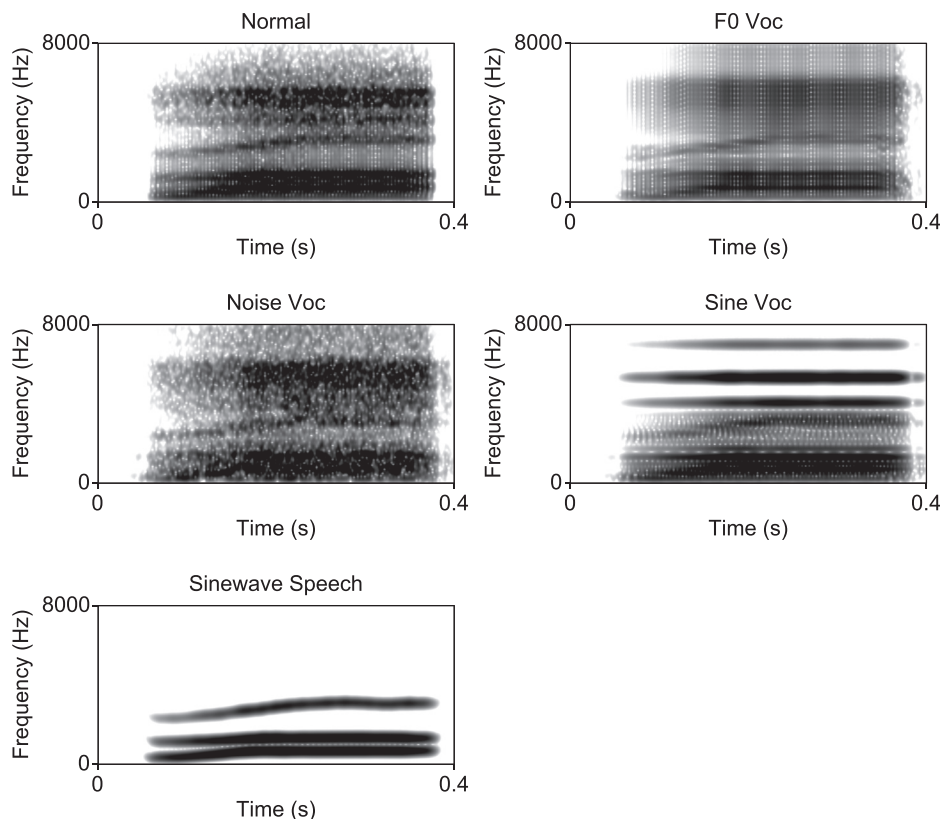 Normal
8000
Frequency (Hz)
0
0
0.4
Time (s)
F0 Voc
8000
Frequency (Hz)
0
0
0.4
Time (s)
Noise Voc
8000
Frequency (Hz)
0
0
0.4
Time (s)
Sine Voc
8000
Frequency (Hz)
0
0
0.4
Time (s)
Sinewave Speech
8000
Frequency (Hz)
0
0
0.4
Time (s)